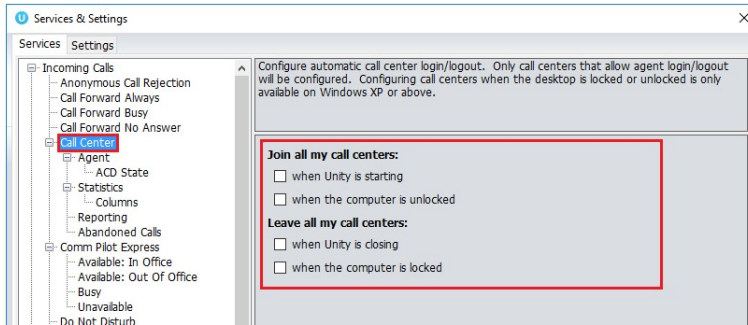 Services & Settings
Services Settings
Incoming Calls
Anonymous Call Rejection
Call Forward Always
Call Forward Busy
Call Forward No Answer
Call Center
Agent
ACD State
Statistics
Columns
Reporting
Abandoned Calls
Comm Pilot Express
Available: In Office
Available: Out Of Office
Busy
Unavailable
Do Not Disturb
Configure automatic call center login/logout. Only call centers that allow agent login/logout
will be configured. Configuring call centers when the desktop is locked or unlocked is only
available on Windows XP or above.
Join all my call centers:
when Unity is starting
when the computer is unlocked
Leave all my call centers:
when Unity is closing
when the computer is locked